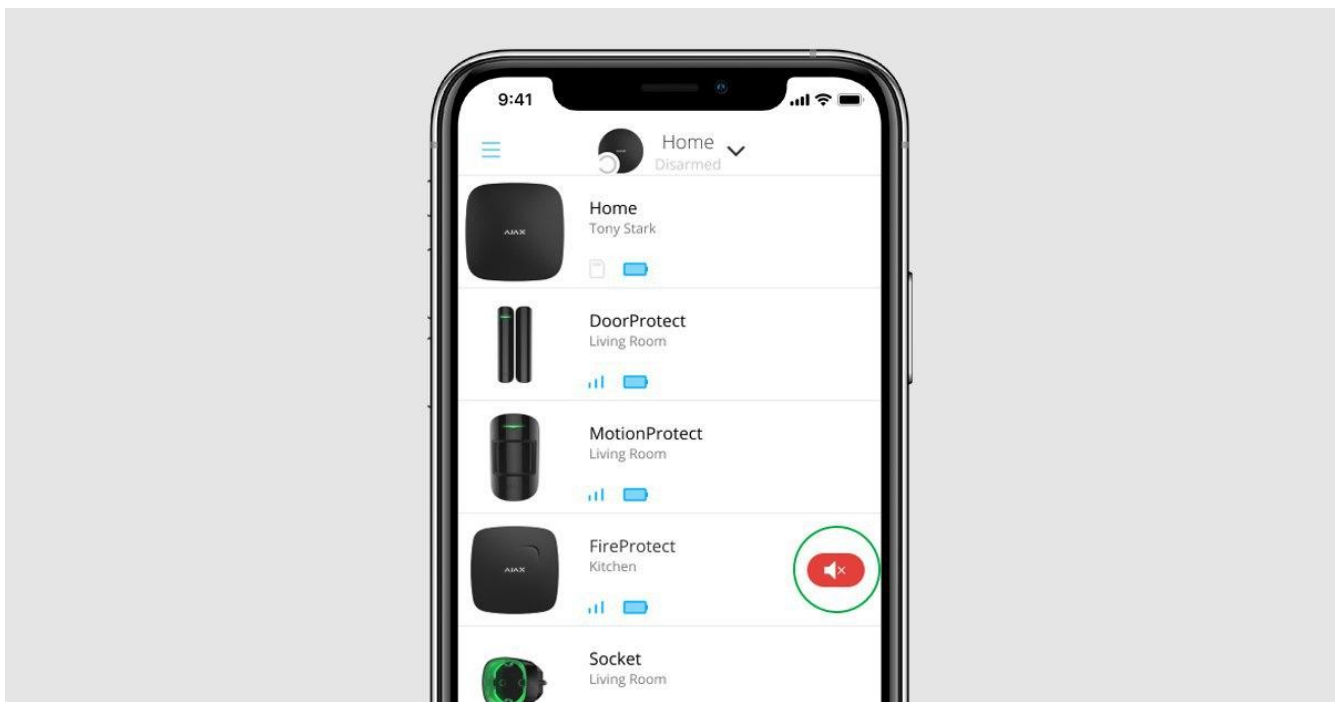 9:41
Home
Disarmed
AJAX
Home
Tony Stark
DoorProtect
Living Room
MotionProtect
Living Room
AJAX
FireProtect
Kitchen
Socket
Living Room